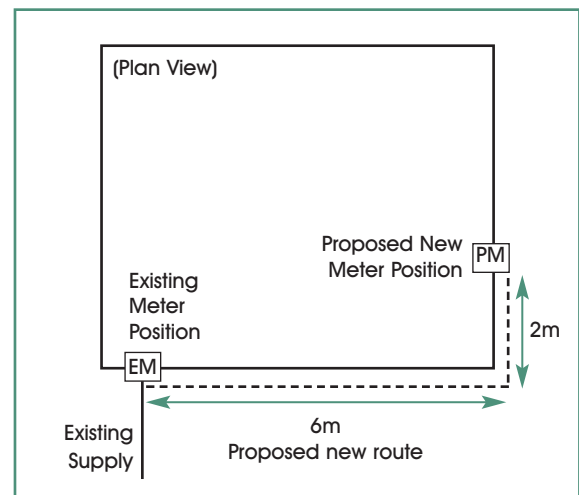 (Plan View)
Proposed New
Meter Position
PM
Existing
Meter
Position
EM
2m
6m
Proposed new route
Existing
Supply